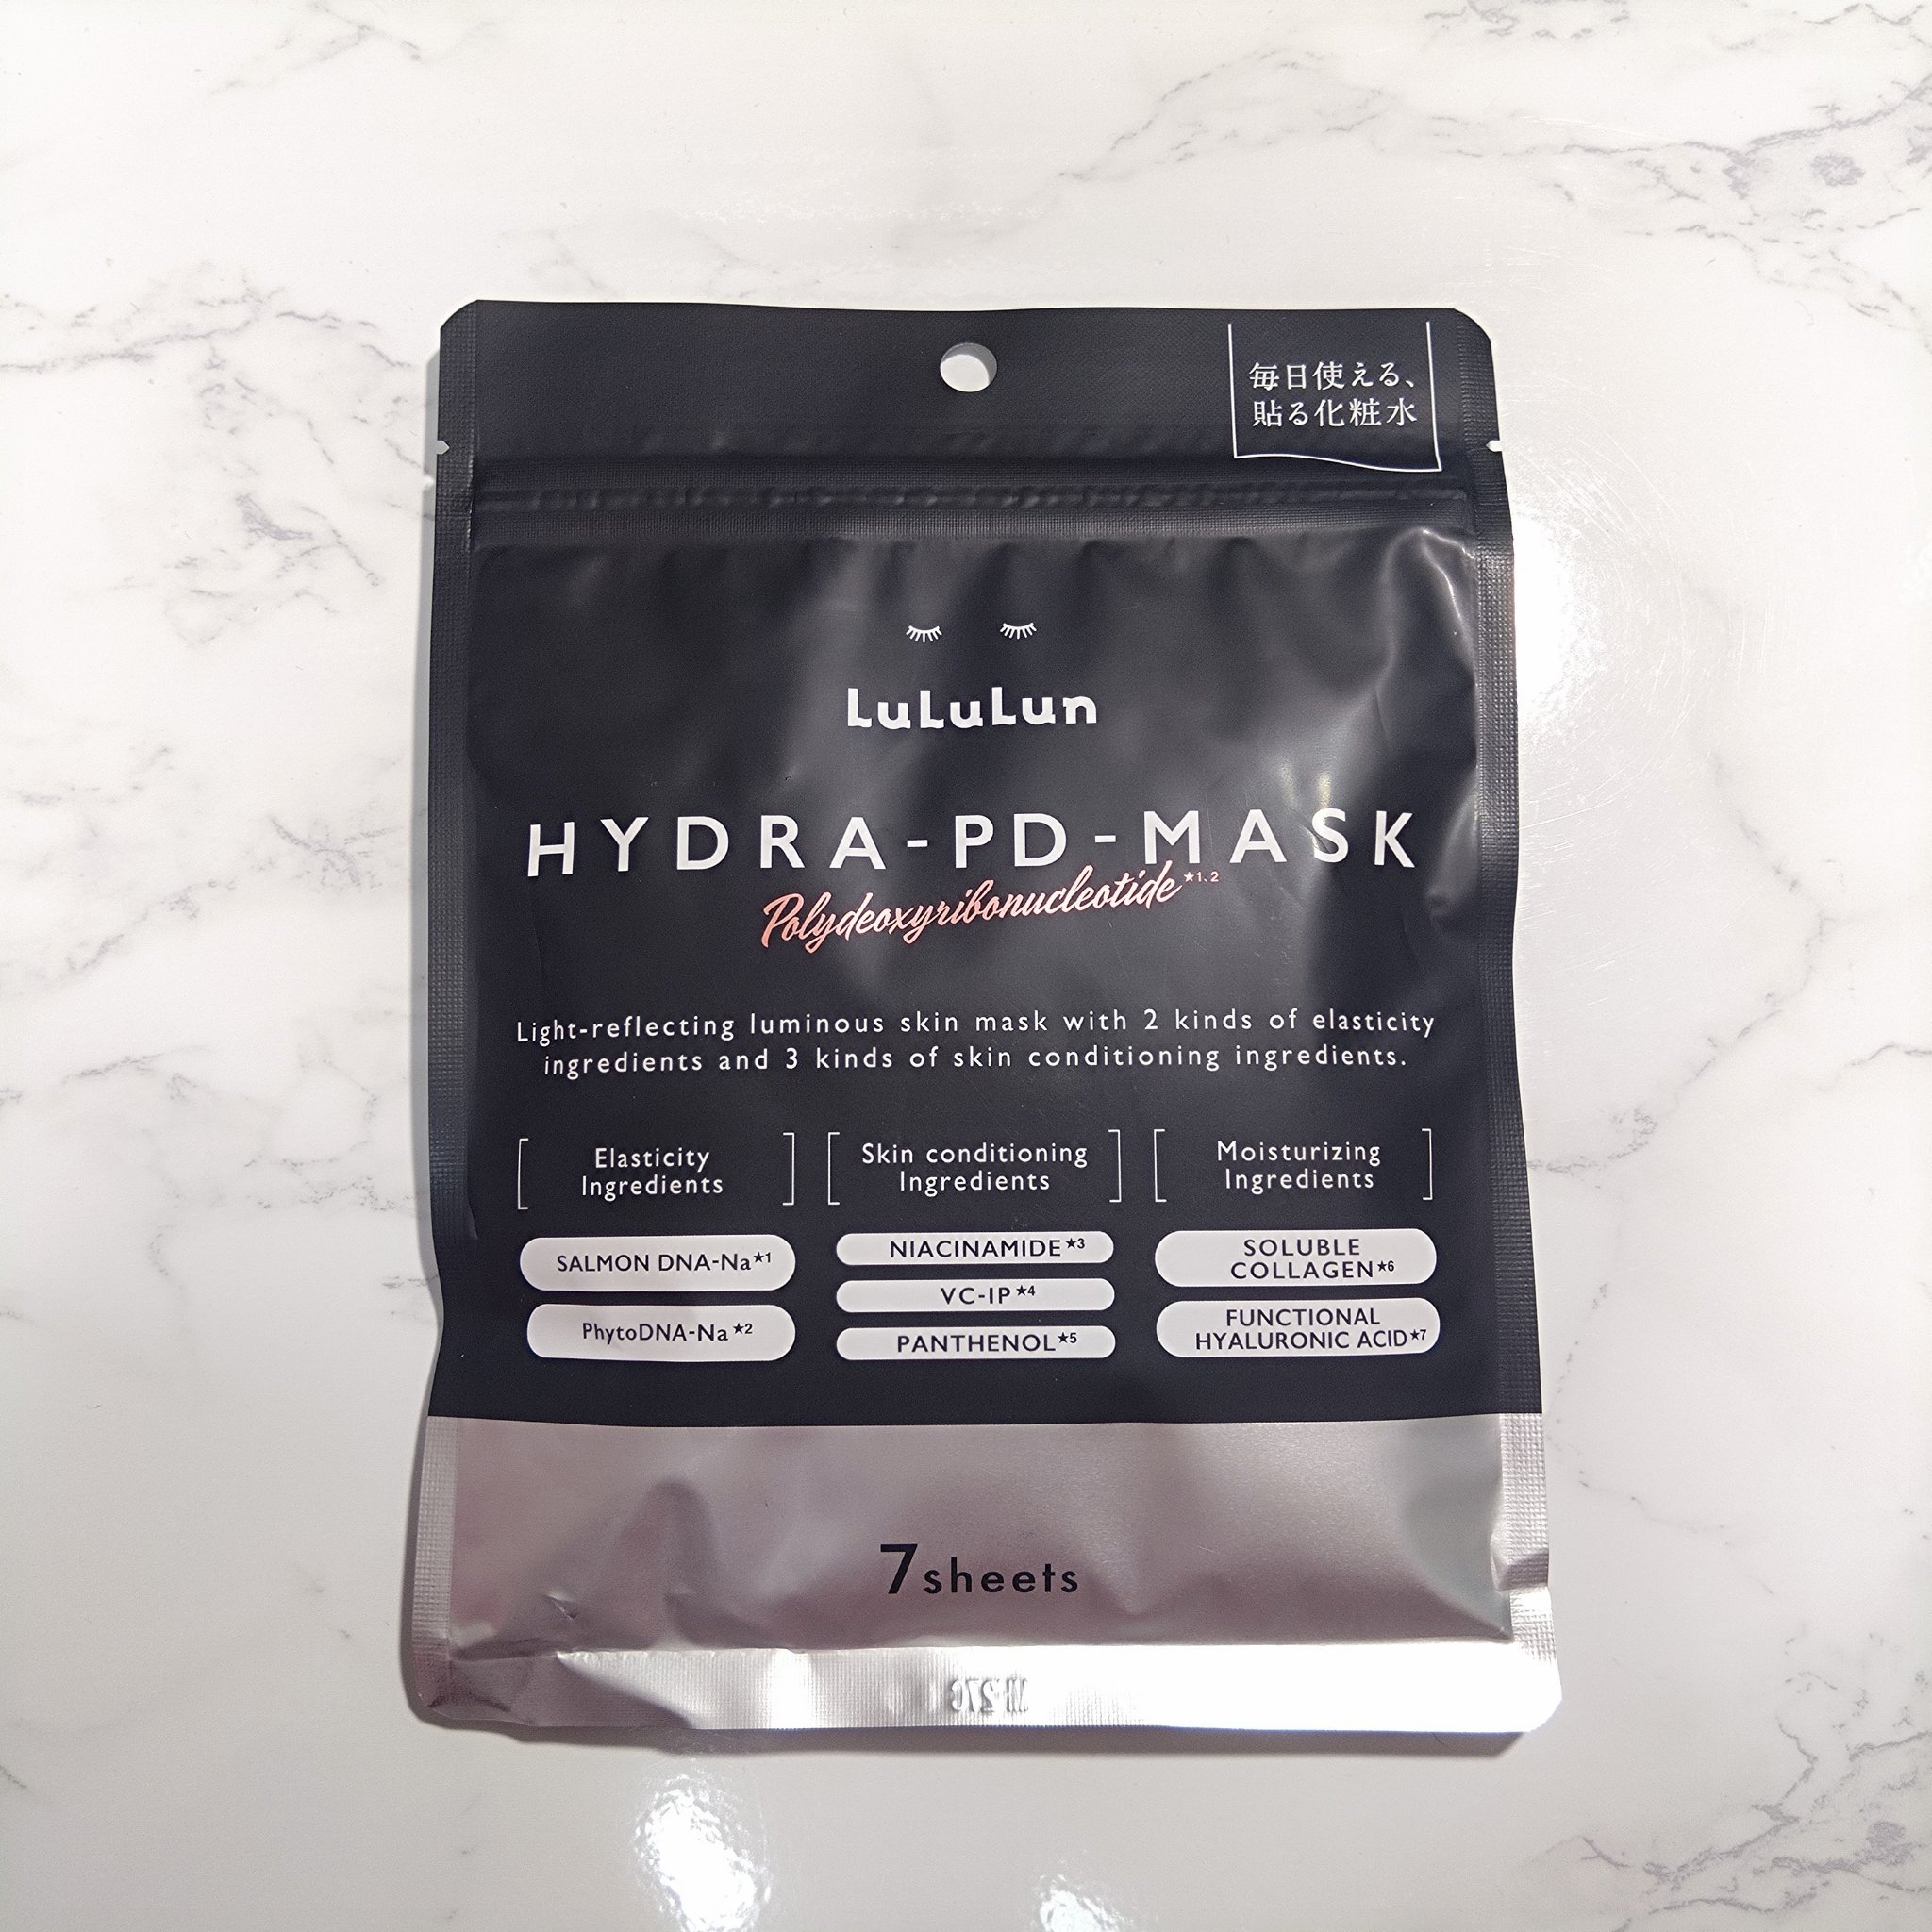 毎日使える、
貼る化粧水
LuLuLun
HYDRA-PD-MASK
Polydeoxyribonucleotide★1、2
Light-reflecting luminous skin mask with 2 kinds of elasticity
ingredients and 3 kinds of skin conditioning ingredients.
Elasticity
Ingredients
SALMON DNA-Na★1
PhytoDNA-Na★2
Skin conditioning
Ingredients
NIACINAMIDE★3
VC-IP★4
PANTHENOL★5
Moisturizing
Ingredients
SOLUBLE
COLLAGEN★6
FUNCTIONAL
HYALURONIC ACID★7
7sheets